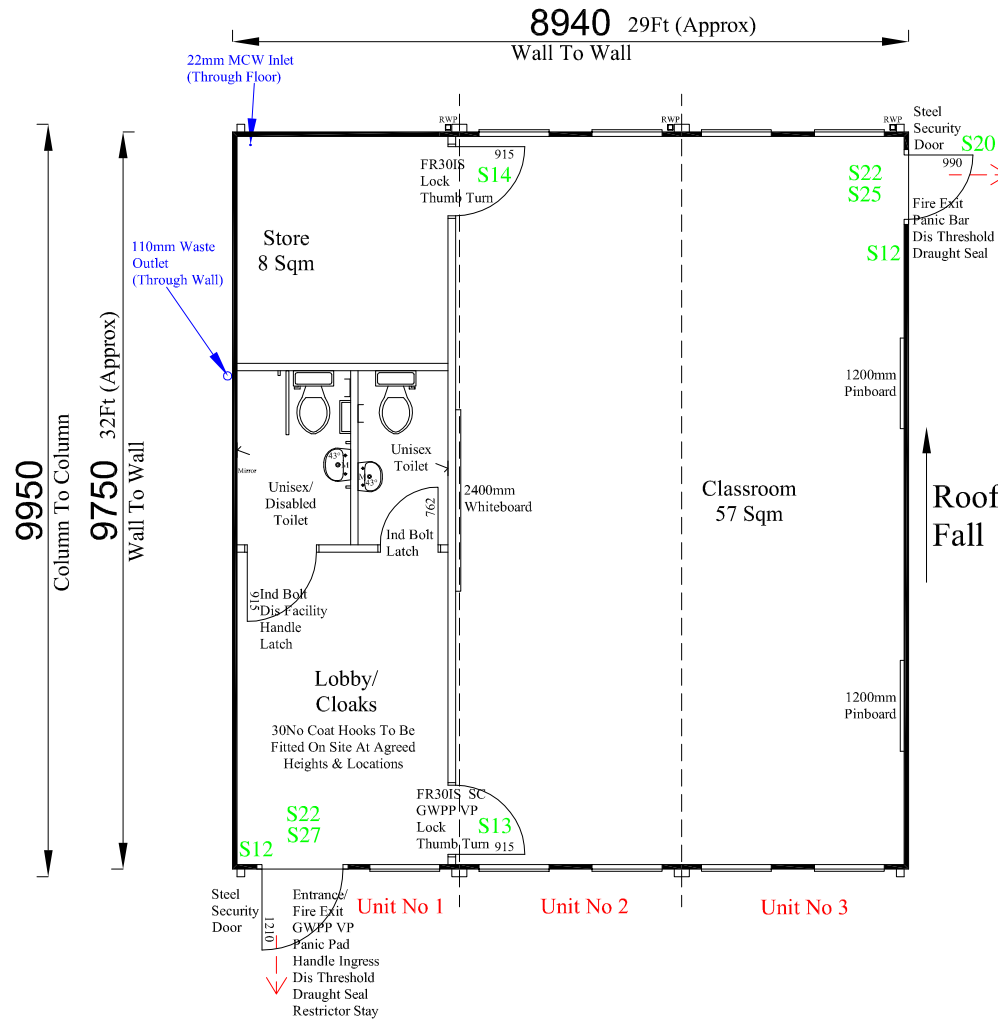 8940 29Ft (Approx)
Wall To Wall
22mm MCW Inlet
(Through Floor)
RWP
RWP
RWP
Steel
Security
Door
S20
990
915
FR30IS
Lock
Thumb Turn
S14
S22
S25
Fire Exit
Panic Bar
Dis Threshold
Draught Seal
S12
Store
8 Sqm
110mm Waste
Outlet
(Through Wall)
9950
Column To Column
9750 32Ft (Approx)
Wall To Wall
1200mm
Pinboard
Mirror
43°
M
M
43°
Unisex
Toilet
Unisex/
Disabled
Toilet
762
Ind Bolt
Latch
2400mm
Whiteboard
Classroom
57 Sqm
Roof
Fall
915
Ind Bolt
Dis Facility
Handle
Latch
Lobby/
Cloaks
30No Coat Hooks To Be
Fitted On Site At Agreed
Heights & Locations
1200mm
Pinboard
FR30IS SC
GWPP VP
Lock
Thumb Turn
915
S13
S22
S27
S12
Steel
Security
Door
1210
Entrance/
Fire Exit
GWPP VP
Panic Pad
Handle Ingress
Dis Threshold
Draught Seal
Restrictor Stay
Unit No 1
Unit No 2
Unit No 3